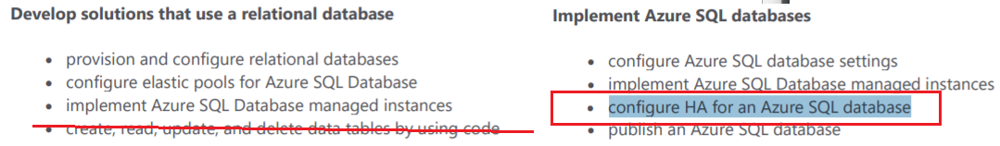 Develop solutions that use a relational database
• provision and configure relational databases
• configure elastic pools for Azure SQL Database
• implement Azure SQL Database managed instances
• create, read, update, and delete data tables by using code
Implement Azure SQL databases
• configure Azure SQL database settings
• implement Azure SQL Database managed instances
• configure HA for an Azure SQL database
• publish an Azure SQL database